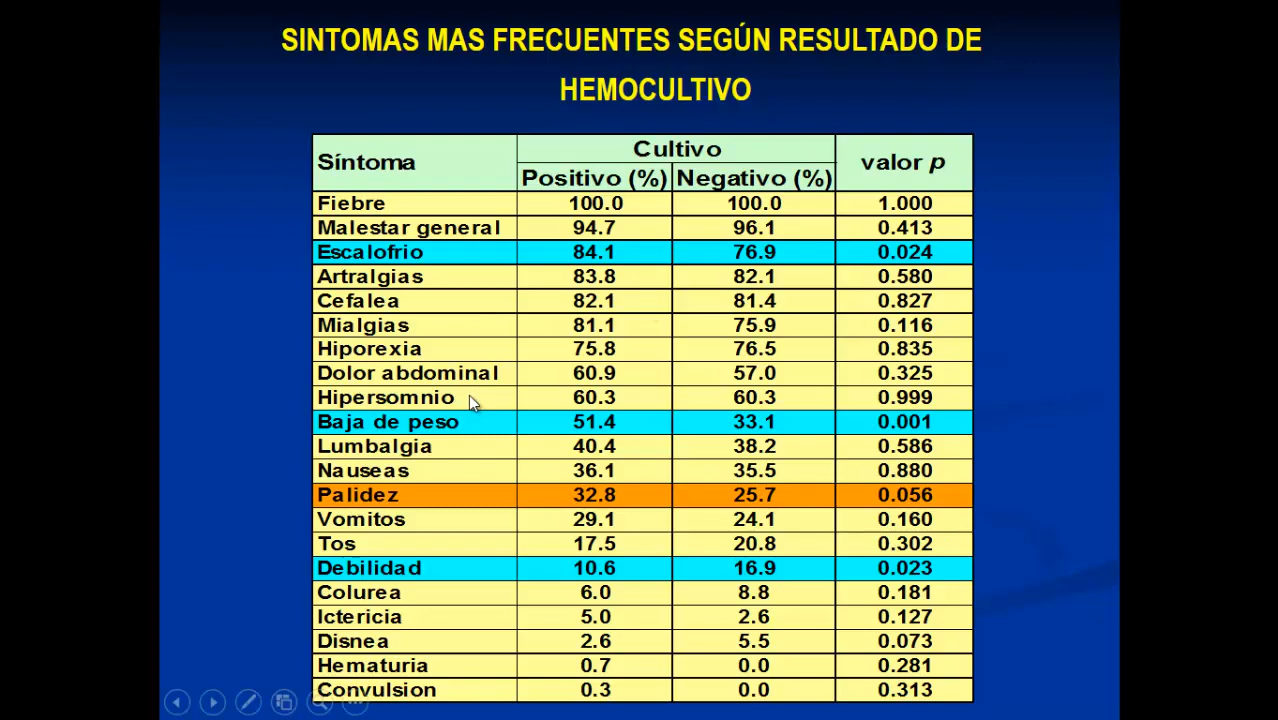 SINTOMAS MAS FRECUENTES SEGÚN RESULTADO DE
HEMOCULTIVO
Síntoma Cultivo valor p
Positivo (%) Negativo (%)
Fiebre 100.0 100.0 1.000
Malestar general 94.7 96.1 0.413
Escalofrio 84.1 76.9 0.024
Artralgias 83.8 82.1 0.580
Cefalea 82.1 81.4 0.827
Mialgias 81.1 75.9 0.116
Hiporexia 75.8 76.5 0.835
Dolor abdominal 60.9 57.0 0.325
Hipersomnio 60.3 60.3 0.999
Baja de peso 51.4 33.1 0.001
Lumbalgia 40.4 38.2 0.586
Nauseas 36.1 35.5 0.880
Palidez 32.8 25.7 0.056
Vomitos 29.1 24.1 0.160
Tos 17.5 20.8 0.302
Debilidad 10.6 16.9 0.023
Colurea 6.0 8.8 0.181
Ictericia 5.0 2.6 0.127
Disnea 2.6 5.5 0.073
Hematuria 0.7 0.0 0.281
Convulsion 0.3 0.0 0.313